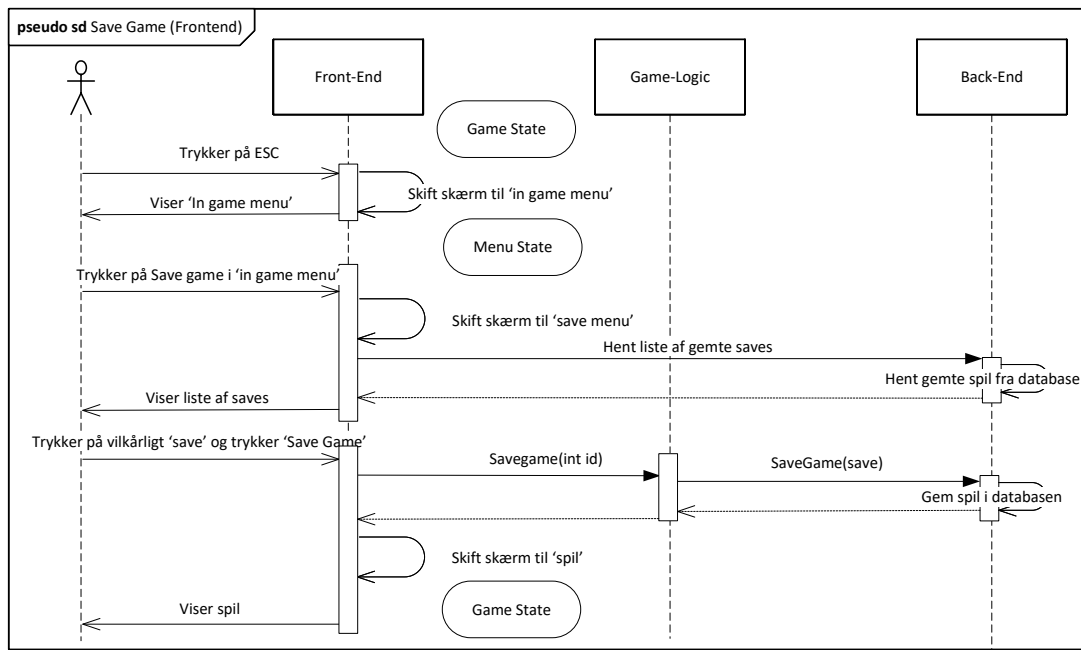 pseudo sd Save Game (Frontend)
Front-End
Game-Logic
Back-End
Game State
Trykker på ESC
Skift skærm til ‘in game menu’
Viser ‘In game menu’
Menu State
Trykker på Save game i ‘in game menu’
Skift skærm til ‘save menu’
Hent liste af gemte saves
Hent gemte spil fra database
Viser liste af saves
Trykker på vilkårligt ‘save’ og trykker ‘Save Game’
Savegame(int id)
SaveGame(save)
Gem spil i databasen
Skift skærm til ‘spil’
Game State
Viser spil